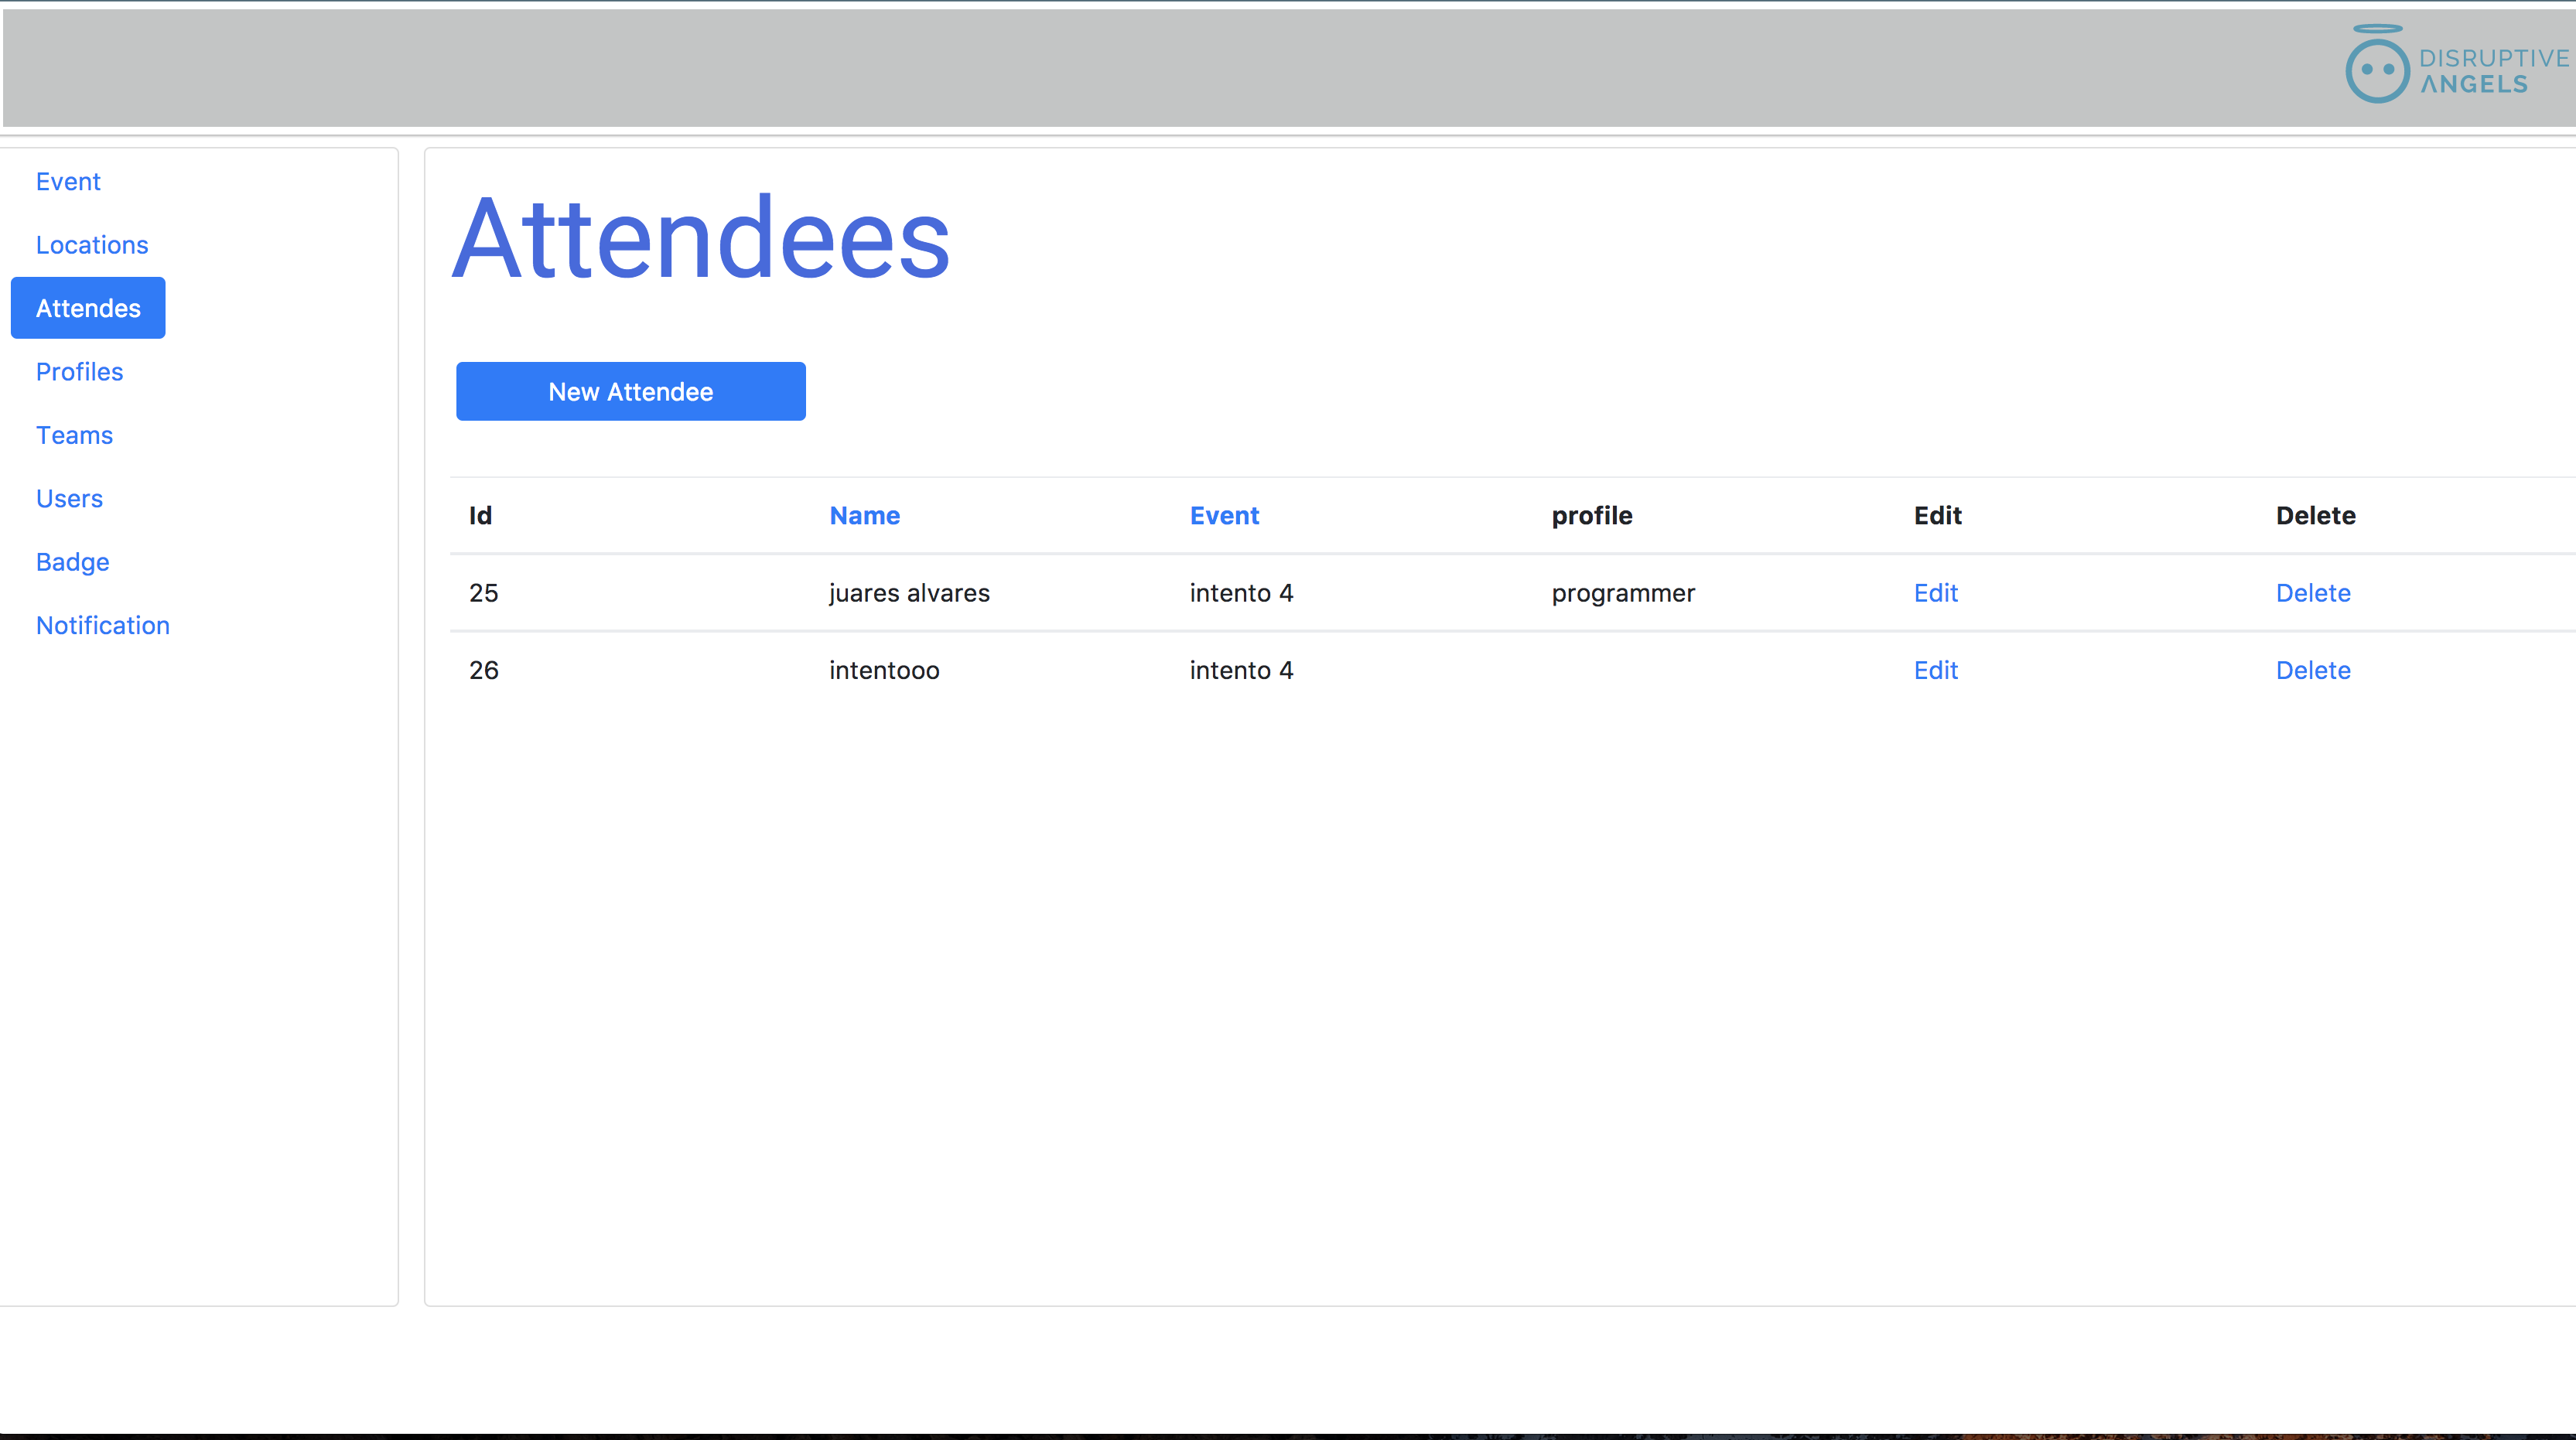 DISRUPTIVE
ΛNGELS
Event
Locations
Attendes
Profiles
Teams
Users
Badge
Notification
Attendees
New Attendee
Id Name Event profile Edit Delete
25 juares alvares intento 4 programmer Edit Delete
26 intentooo intento 4 Edit Delete